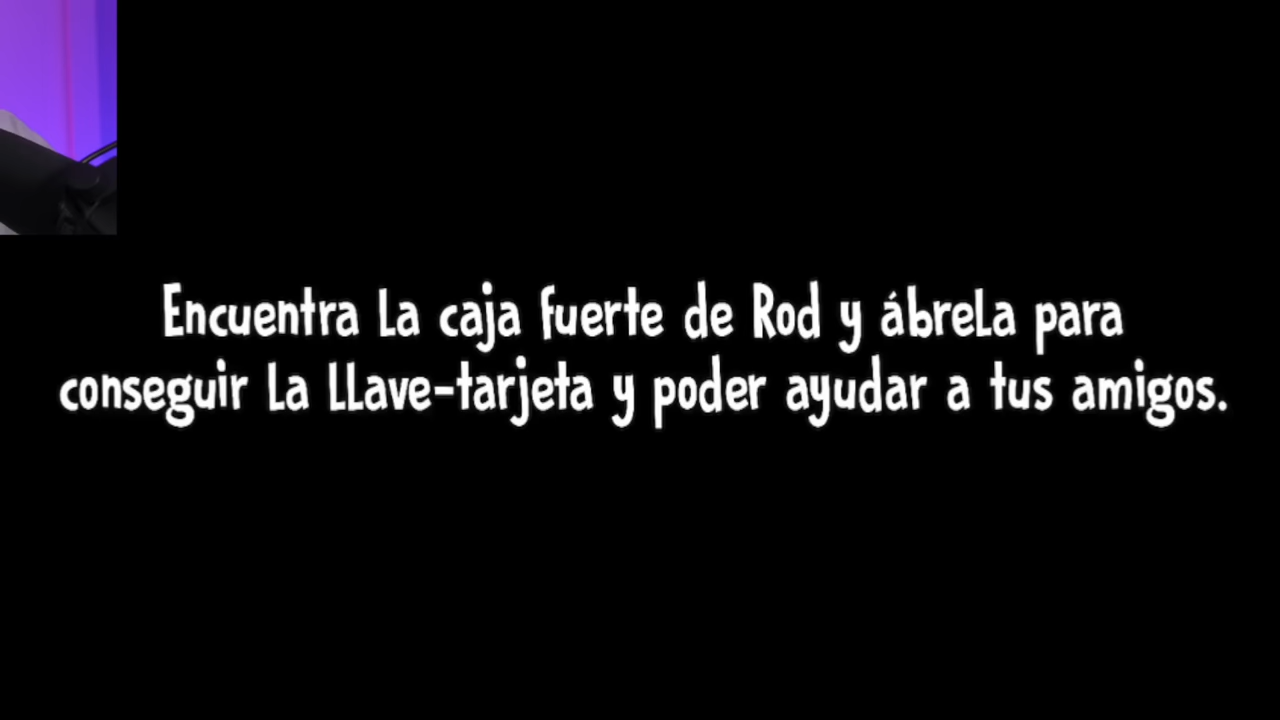 Encuentra la caja fuerte de Rod y ábrela para
conseguir la llave-tarjeta y poder ayudar a tus amigos.